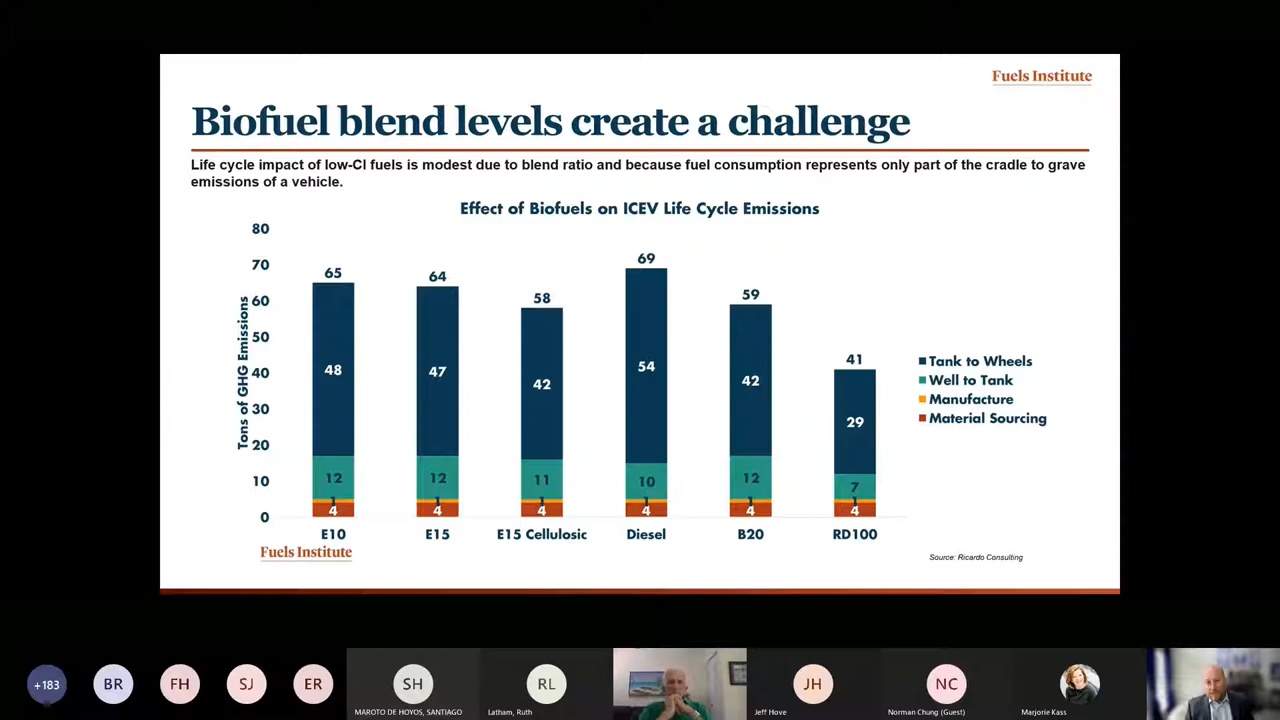 Fuels Institute
Biofuel blend levels create a challenge
Life cycle impact of low-CI fuels is modest due to blend ratio and because fuel consumption represents only part of the cradle to grave
emissions of a vehicle.
Effect of Biofuels on ICEV Life Cycle Emissions
Tons of GHG Emissions
80
70
60
50
40
30
20
10
0
65
48
12
1
4
64
47
12
1
4
58
42
11
1
4
69
54
10
1
4
59
42
12
1
4
41
29
7
1
4
E10
E15
E15 Cellulosic
Diesel
B20
RD100
Tank to Wheels
Well to Tank
Manufacture
Material Sourcing
Fuels Institute
Source: Ricardo Consulting
+183
BR
FH
SJ
ER
SH
MAROTO DE HOYOS, SANTIAGO
RL
Latham, Ruth
JH
Jeff Hove
NC
Norman Chung (Guest)
Marjorie Kass